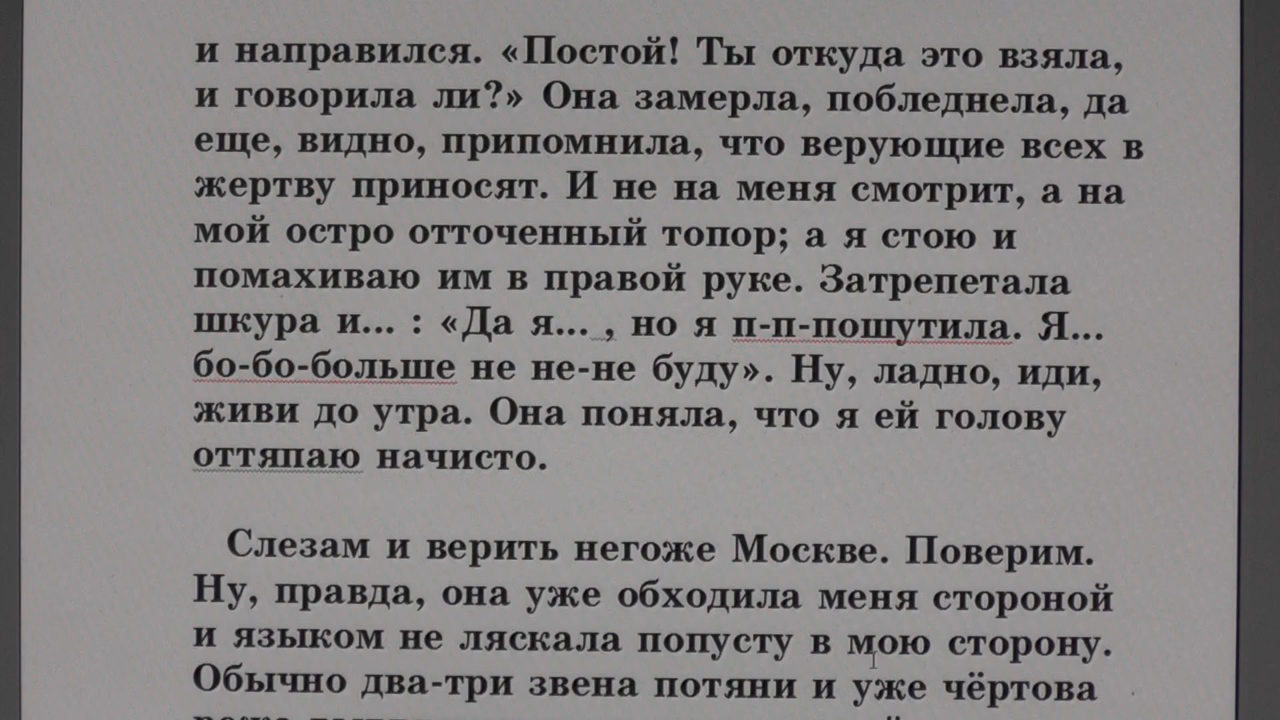 и направился. «Постой! Ты откуда это взяла,
и говорила ли?» Она замерла, побледнела, да
еще, видно, припомнила, что верующие всех в
жертву приносят. И не на меня смотрит, а на
мой остро отточенный топор; а я стою и
помахиваю им в правой руке. Затрепетала
шкура и... : «Да я... , но я п-п-пошутила. Я...
бо-бо-больше не не-не буду». Ну, ладно, иди,
живи до утра. Она поняла, что я ей голову
оттяпаю начисто.
Слезам и верить негоже Москве. Поверим.
Ну, правда, она уже обходила меня стороной
и языком не ляскала попусту в мою сторону.
Обычно два-три звена потяни и уже чёртова